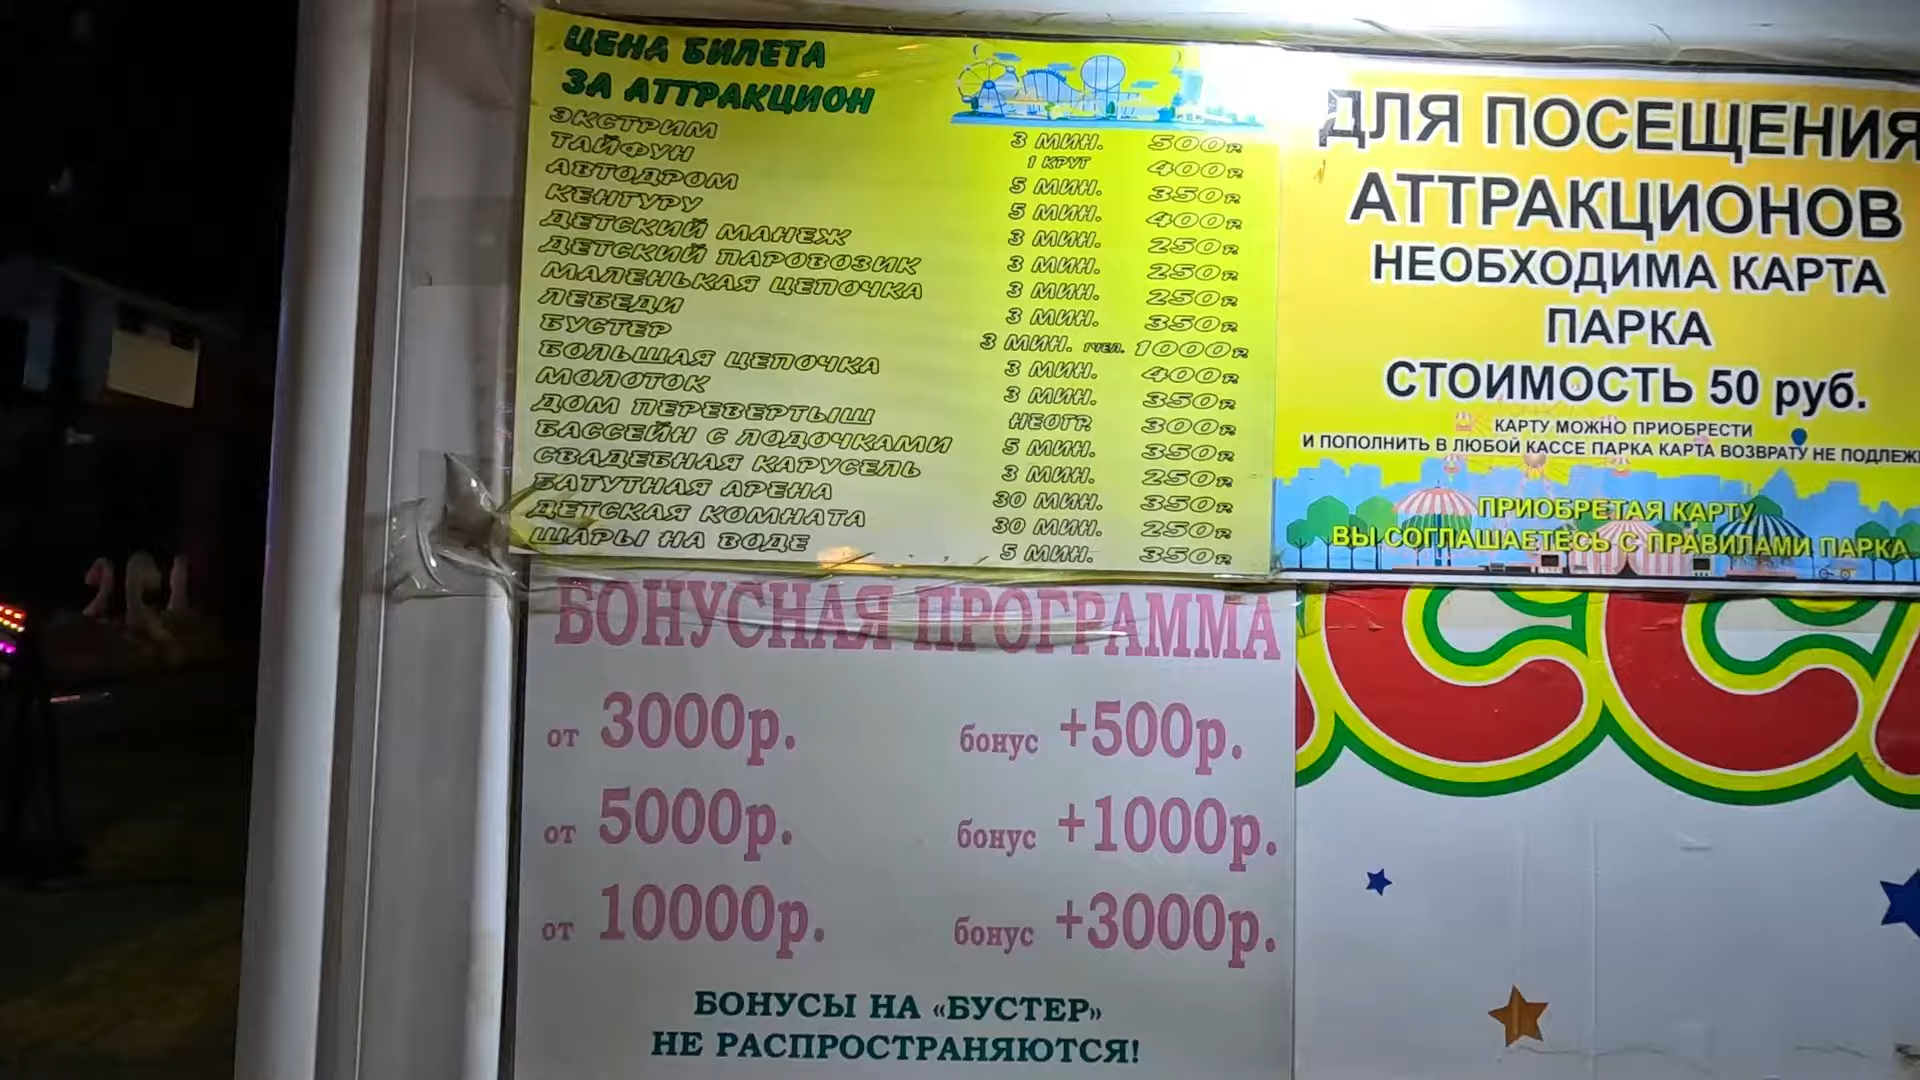 ЦЕНА БИЛЕТА
ЗА АТТРАКЦИОН
ЭКСТРИМ 3 МИН. 500Р
ТАЙФУН 1 КРУГ 400Р
АВТОДРОМ 5 МИН. 350Р
КЕНГУРУ 5 МИН. 400Р
ДЕТСКИЙ МАНЕЖ 3 МИН. 250Р
ДЕТСКИЙ ПАРОВОЗИК 3 МИН. 250Р
МАЛЕНЬКАЯ ЦЕПОЧКА 3 МИН. 250Р
ЛЕБЕДИ 3 МИН. 350Р
БУСТЕР 3 МИН. 1ЧЕЛ. 1000Р
БОЛЬШАЯ ЦЕПОЧКА 3 МИН. 400Р
МОЛОТОК 3 МИН. 350Р
ДОМ ПЕРЕВЕРТЫШ НЕОГР. 300Р
БАССЕЙН С ЛОДОЧКАМИ 5 МИН. 350Р
СВАДЕБНАЯ КАРУСЕЛЬ 3 МИН. 250Р
БАТУТНАЯ АРЕНА 30 МИН. 350Р
ДЕТСКАЯ КОМНАТА 30 МИН. 250Р
ШАРЫ НА ВОДЕ 5 МИН. 350Р
ДЛЯ ПОСЕЩЕНИЯ
АТТРАКЦИОНОВ
НЕОБХОДИМА КАРТА
ПАРКА
СТОИМОСТЬ 50 руб.
КАРТУ МОЖНО ПРИОБРЕСТИ
И ПОПОЛНИТЬ В ЛЮБОЙ КАССЕ ПАРКА КАРТА ВОЗВРАТУ НЕ ПОДЛЕЖ
ПРИОБРЕТАЯ КАРТУ
ВЫ СОГЛАШАЕТЕСЬ С ПРАВИЛАМИ ПАРКА
БОНУСНАЯ ПРОГРАММА
от 3000р. бонус +500р.
от 5000р. бонус +1000р.
от 10000р. бонус +3000р.
БОНУСЫ НА «БУСТЕР»
НЕ РАСПРОСТРАНЯЮТСЯ!